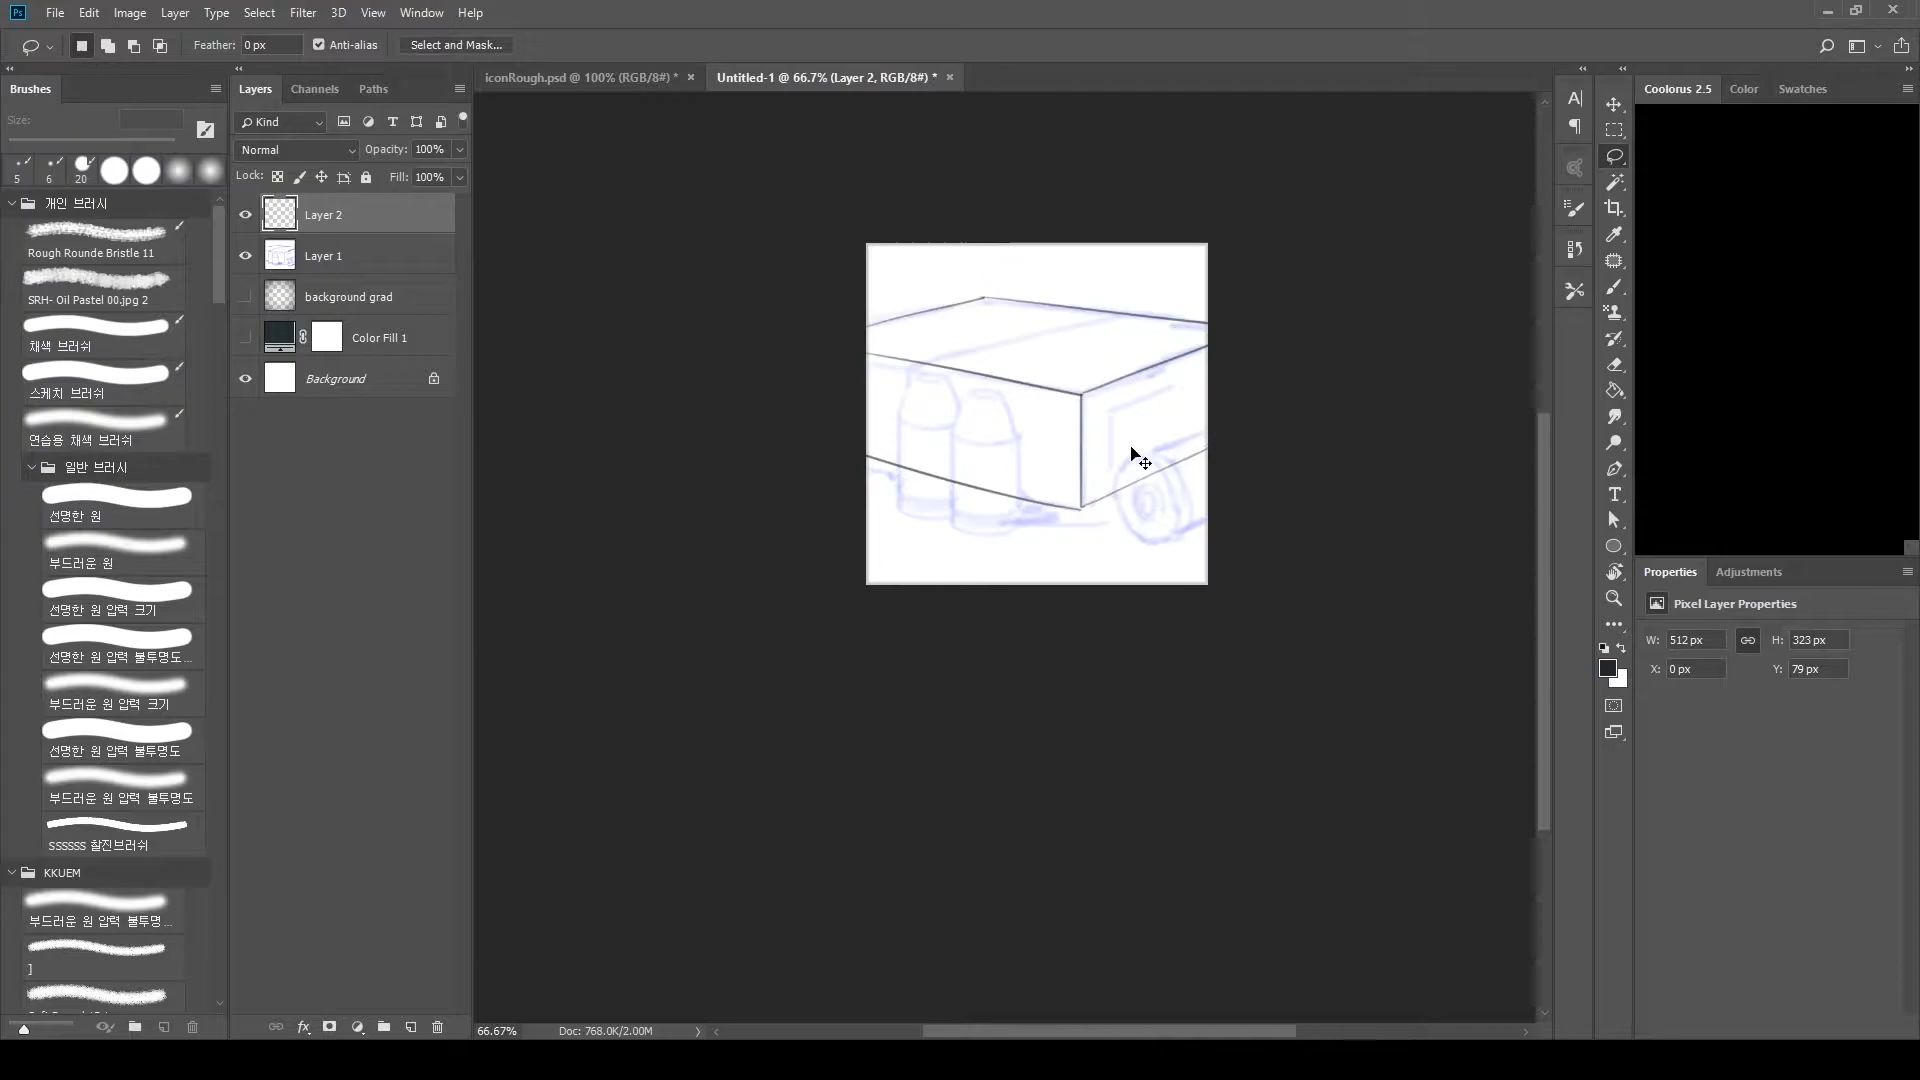 Ps File Edit Image Layer Type Select Filter 3D View Window Help
Feather: 0 px Anti-alias Select and Mask...
Brushes
Size:
5 6 20
개인 브러시
Rough Rounde Bristle 11
SRH- Oil Pastel 00.jpg 2
채색 브러쉬
스케치 브러쉬
연습용 채색 브러쉬
일반 브러시
선명한 원
부드러운 원
선명한 원 압력 크기
선명한 원 압력 불투명도...
부드러운 원 압력 크기
선명한 원 압력 불투명도
부드러운 원 압력 불투명도
ssssss 찰진브러쉬
KKUEM
부드러운 원 압력 불투명...
]
Layers Channels Paths
Kind
Normal Opacity: 100%
Lock: Fill: 100%
Layer 2
Layer 1
background grad
Color Fill 1
Background
fx
iconRough.psd @ 100% (RGB/8#) *
Untitled-1 @ 66.7% (Layer 2, RGB/8#) *
66.67% Doc: 768.0K/2.00M
Coolorus 2.5 Color Swatches
Properties Adjustments
Pixel Layer Properties
W: 512 px H: 323 px
X: 0 px Y: 79 px